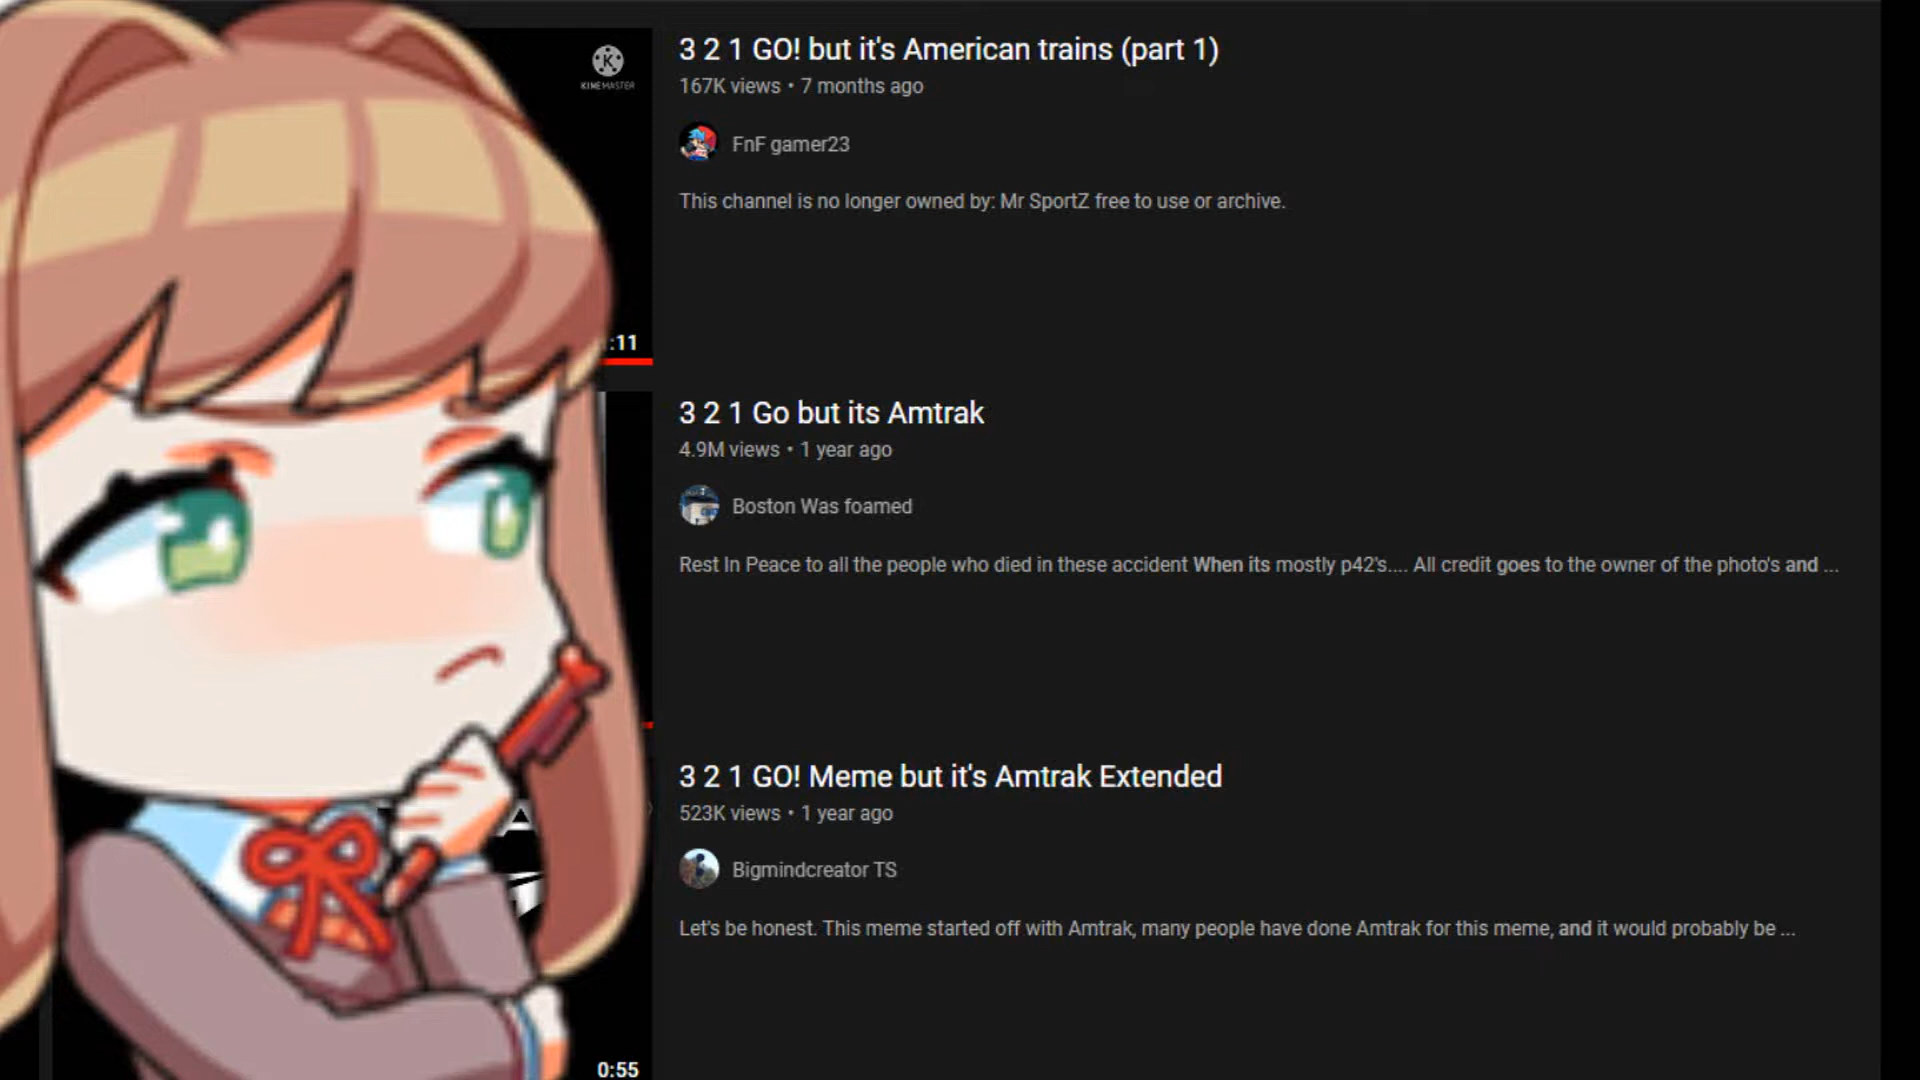 KINEMASTER
3 2 1 GO! but it's American trains (part 1)
167K views • 7 months ago
FnF gamer23
This channel is no longer owned by: Mr SportZ free to use or archive.
:11
3 2 1 Go but its Amtrak
4.9M views • 1 year ago
Boston Was foamed
Rest In Peace to all the people who died in these accident When its mostly p42's.... All credit goes to the owner of the photo's and ...
3 2 1 GO! Meme but it's Amtrak Extended
523K views • 1 year ago
Bigmindcreator TS
Let's be honest. This meme started off with Amtrak, many people have done Amtrak for this meme, and it would probably be ...
0:55